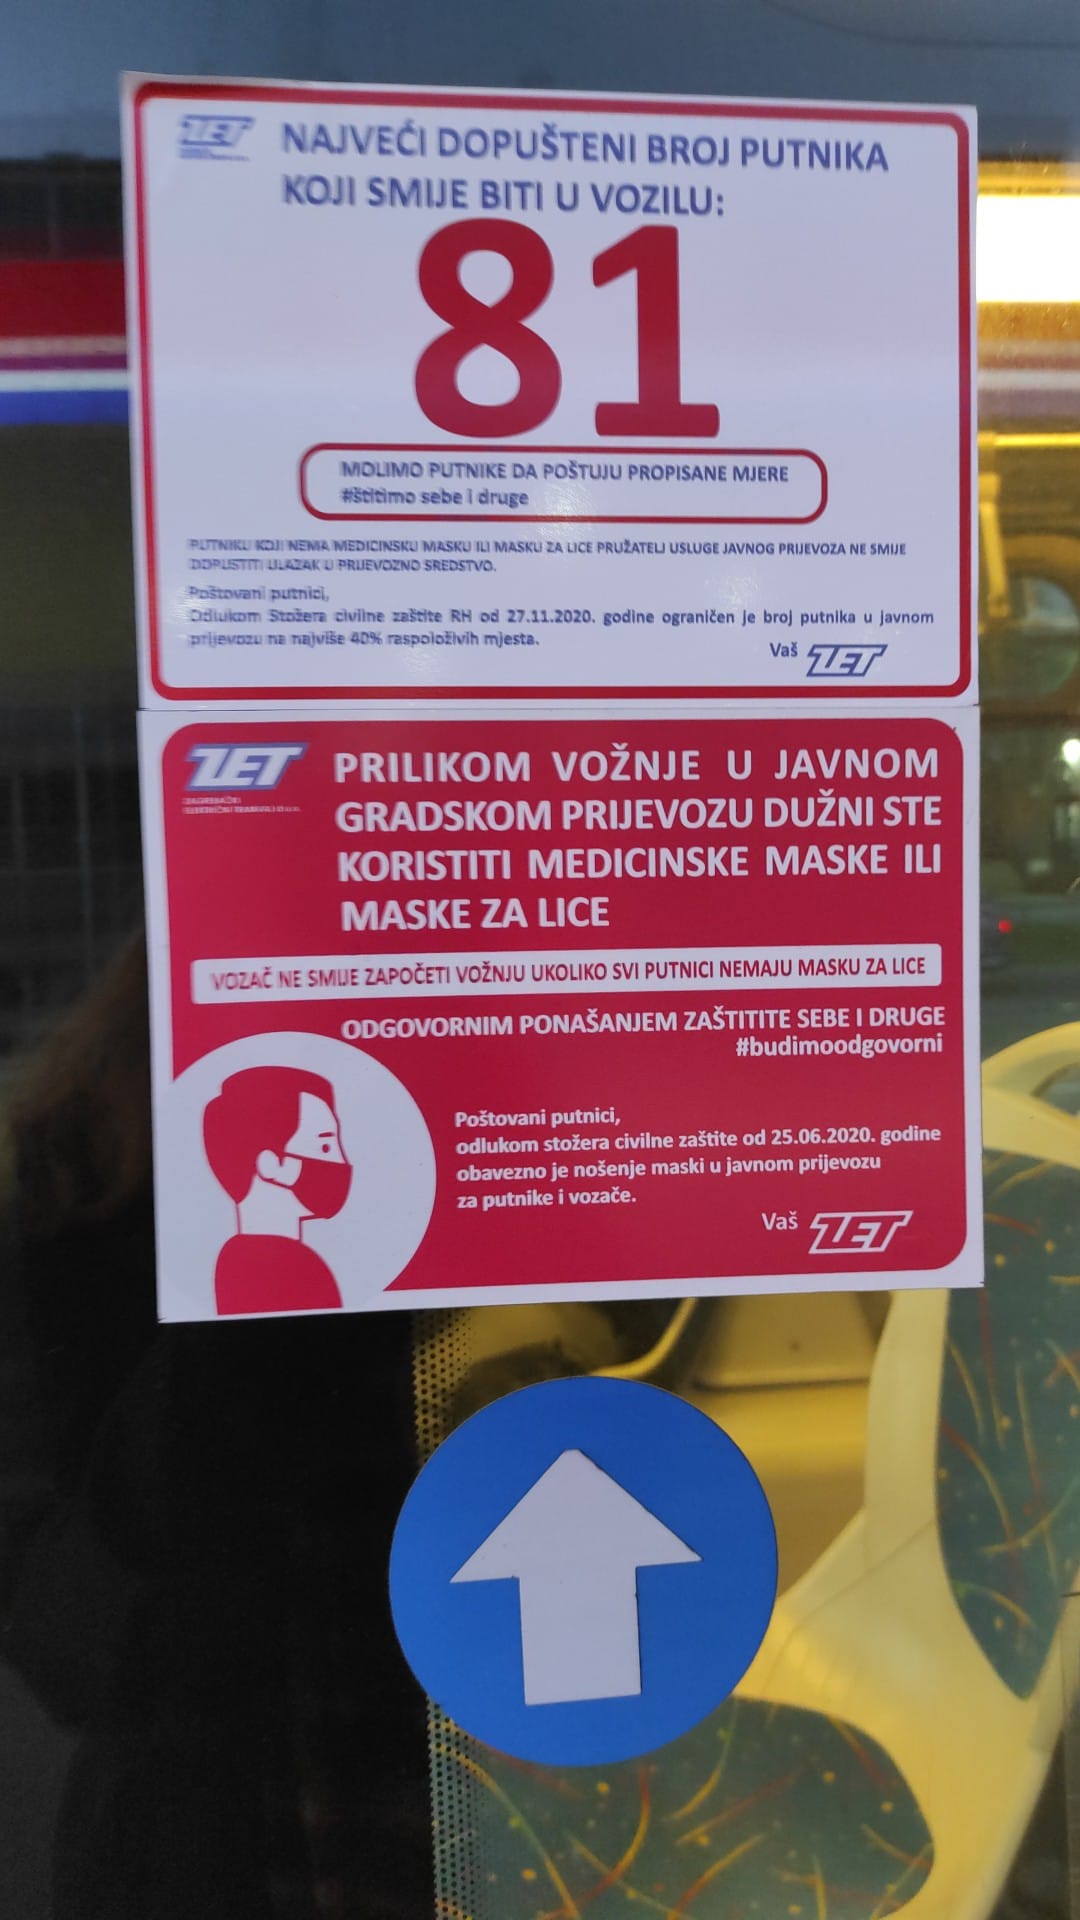 ZET
NAJVEĆI DOPUŠTENI BROJ PUTNIKA
KOJI SMIJE BITI U VOZILU:
81
MOLIMO PUTNIKE DA POŠTUJU PROPISANE MJERE
#štitimo sebe i druge
PUTNIKU KOJI NEMA MEDICINSKU MASKU ILI MASKU ZA LICE PRUŽATELJ USLUGE JAVNOG PRIJEVOZA NE SMIJE
DOPUSTITI ULAZAK U PRIJEVOZNO SREDSTVO.
Poštovani putnici,
Odlukom Stožera civilne zaštite RH od 27.11.2020. godine ograničen je broj putnika u javnom
prijevozu na najviše 40% raspoloživih mjesta.
Vaš ZET
ZET
ZAGREBAČKI
ELEKTRIČNI TRAMVAJ d.o.o.
PRILIKOM VOŽNJE U JAVNOM
GRADSKOM PRIJEVOZU DUŽNI STE
KORISTITI MEDICINSKE MASKE ILI
MASKE ZA LICE
VOZAČ NE SMIJE ZAPOČETI VOŽNJU UKOLIKO SVI PUTNICI NEMAJU MASKU ZA LICE
ODGOVORNIM PONAŠANJEM ZAŠTITITE SEBE I DRUGE
#budimoodgovorni
Poštovani putnici,
odlukom stožera civilne zaštite od 25.06.2020. godine
obavezno je nošenje maski u javnom prijevozu
za putnike i vozače.
Vaš ZET